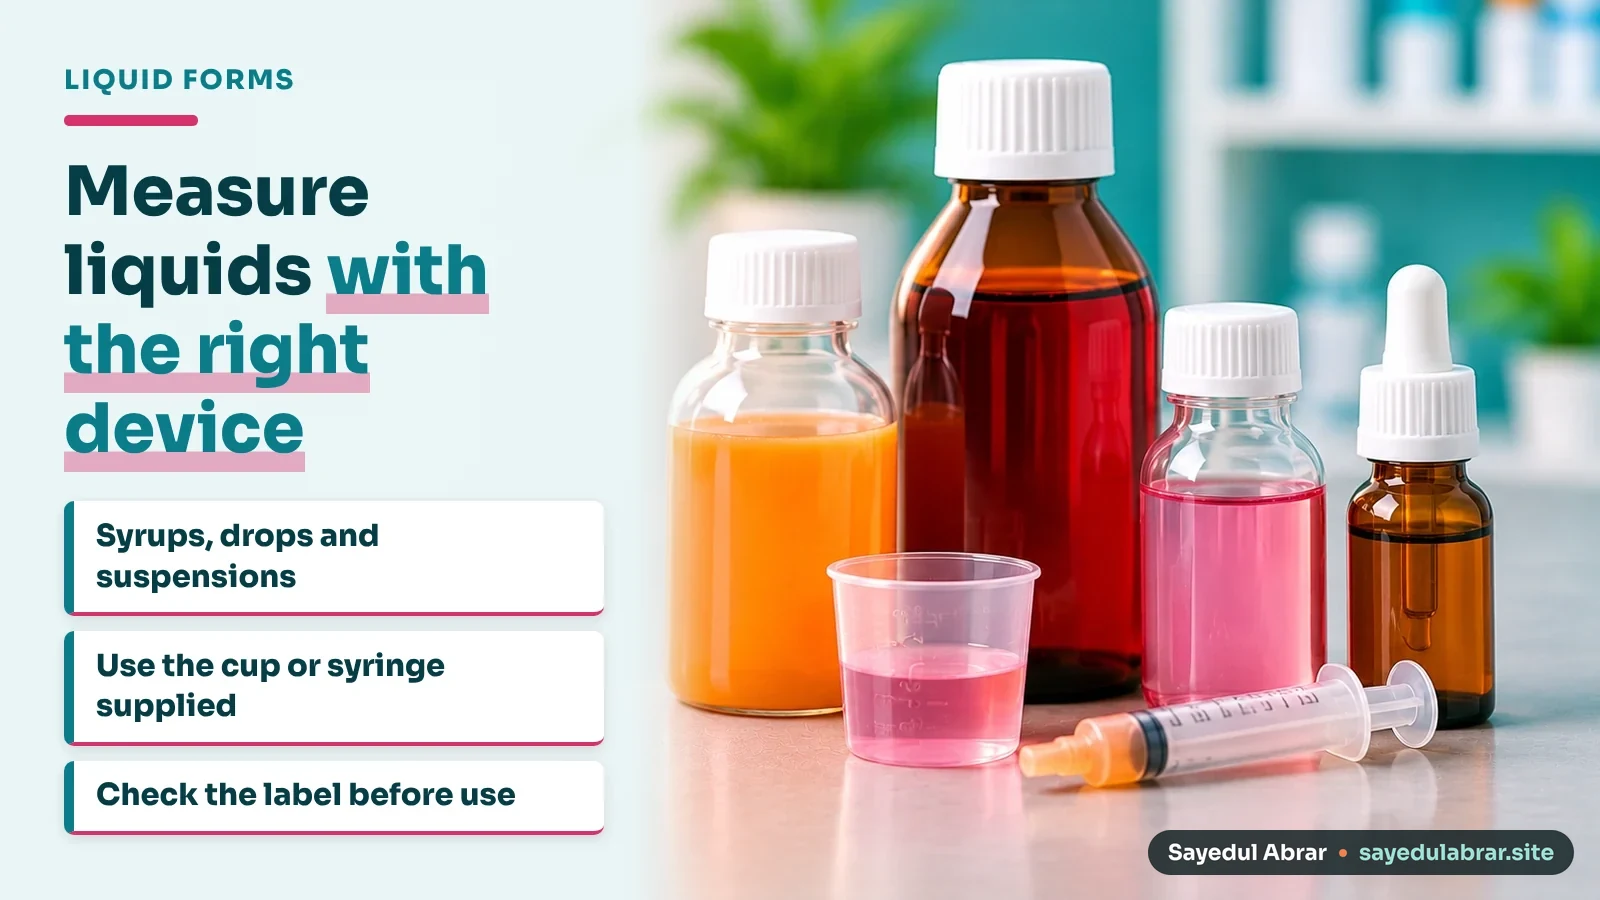 LIQUID FORMS
Measure
liquids with
the right
device
Syrups, drops and
suspensions
Use the cup or syringe
supplied
Check the label before use
Sayedul Abrar • sayedulabrar.site